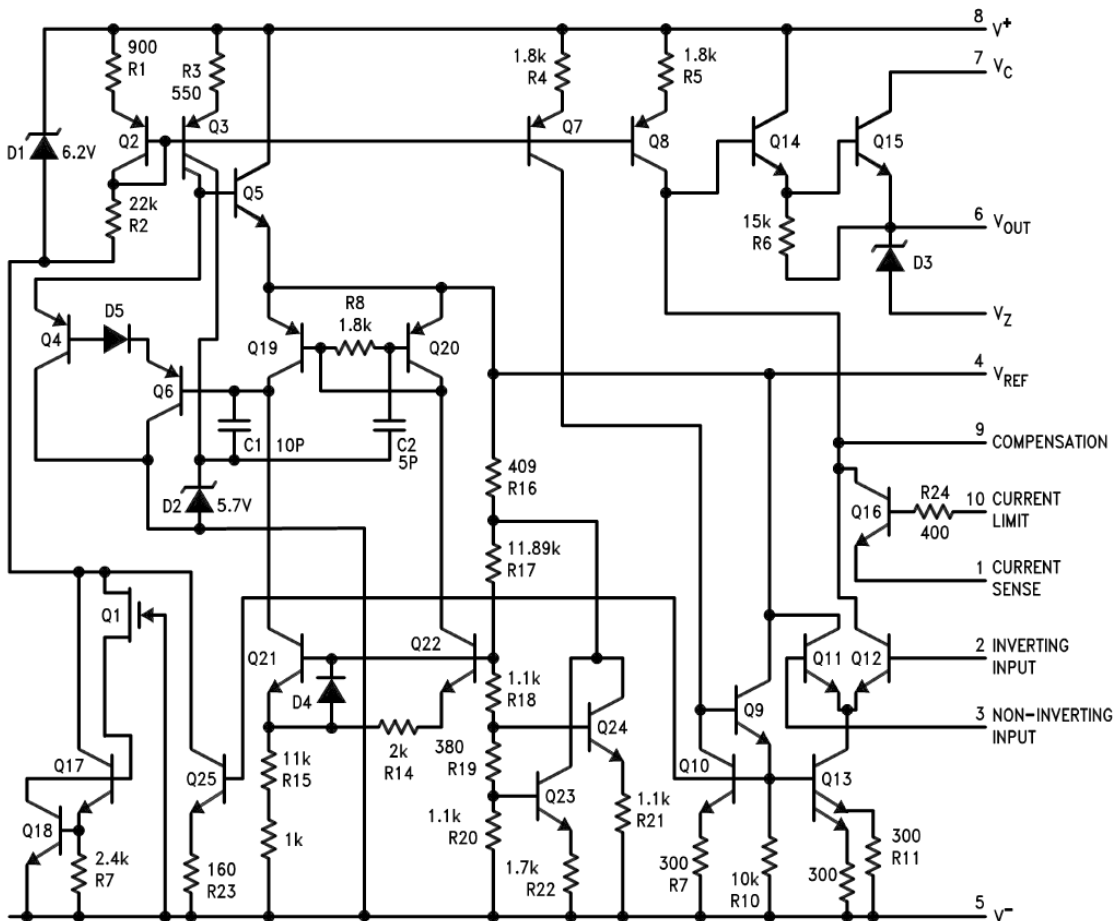 8 V+
900
R1
R3
550
1.8k
R4
1.8k
R5
7 VC
D1
6.2V
Q2
Q3
Q7
Q8
Q14
Q15
Q5
22k
R2
15k
R6
6 VOUT
D3
D5
R8
1.8k
VZ
Q4
Q19
Q20
Q6
4 VREF
C1
10P
C2
5P
9 COMPENSATION
409
R16
D2
5.7V
Q16
R24
400
10 CURRENT
LIMIT
11.89k
R17
1 CURRENT
SENSE
Q1
Q21
Q22
Q11
Q12
2 INVERTING
INPUT
D4
1.1k
R18
Q24
Q9
3 NON-INVERTING
INPUT
Q17
Q25
11k
R15
2k
R14
380
R19
Q10
Q13
Q23
Q18
1.1k
R20
1.1k
R21
2.4k
R7
160
R23
1k
1.7k
R22
300
R7
10k
R10
300
300
R11
5 V-